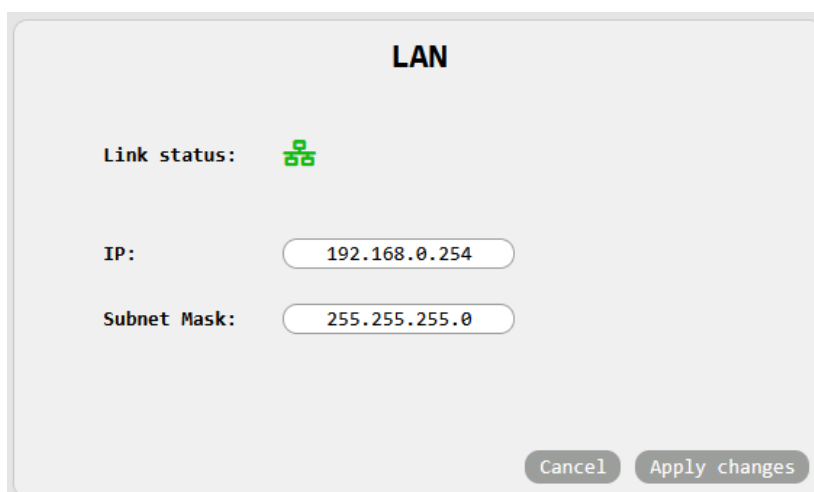 LAN
Link status:
IP: 192.168.0.254
Subnet Mask: 255.255.255.0
Cancel Apply changes